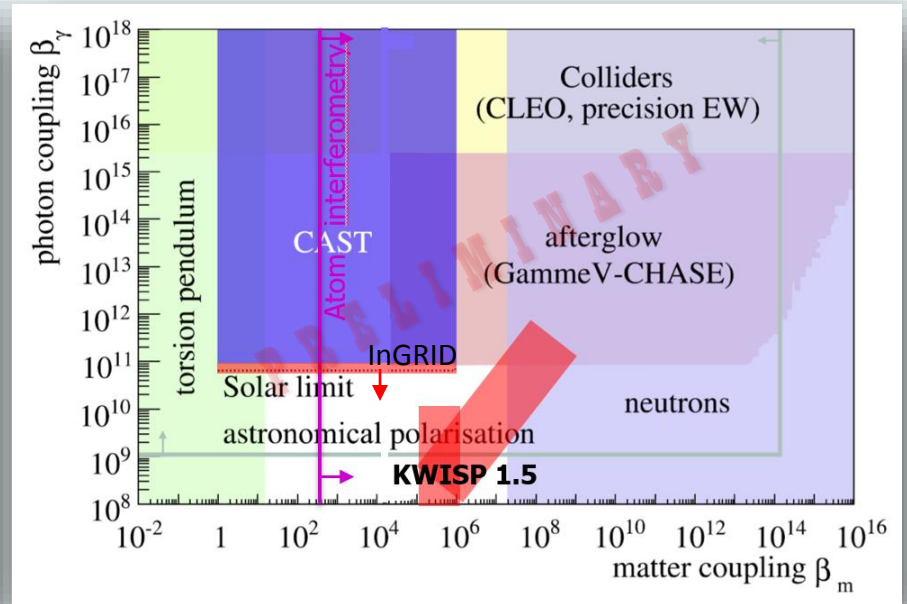 photon coupling βγ
10^18
10^17
10^16
10^15
10^14
10^13
10^12
10^11
10^10
10^9
10^8
torsion pendulum
Atom interferometry
CAST
Colliders
(CLEO, precision EW)
afterglow
(GammeV-CHASE)
PRELIMINARY
InGRID
Solar limit
neutrons
astronomical polarisation
KWISP 1.5
10^-2 1 10^2 10^4 10^6 10^8 10^10 10^12 10^14 10^16
matter coupling βm